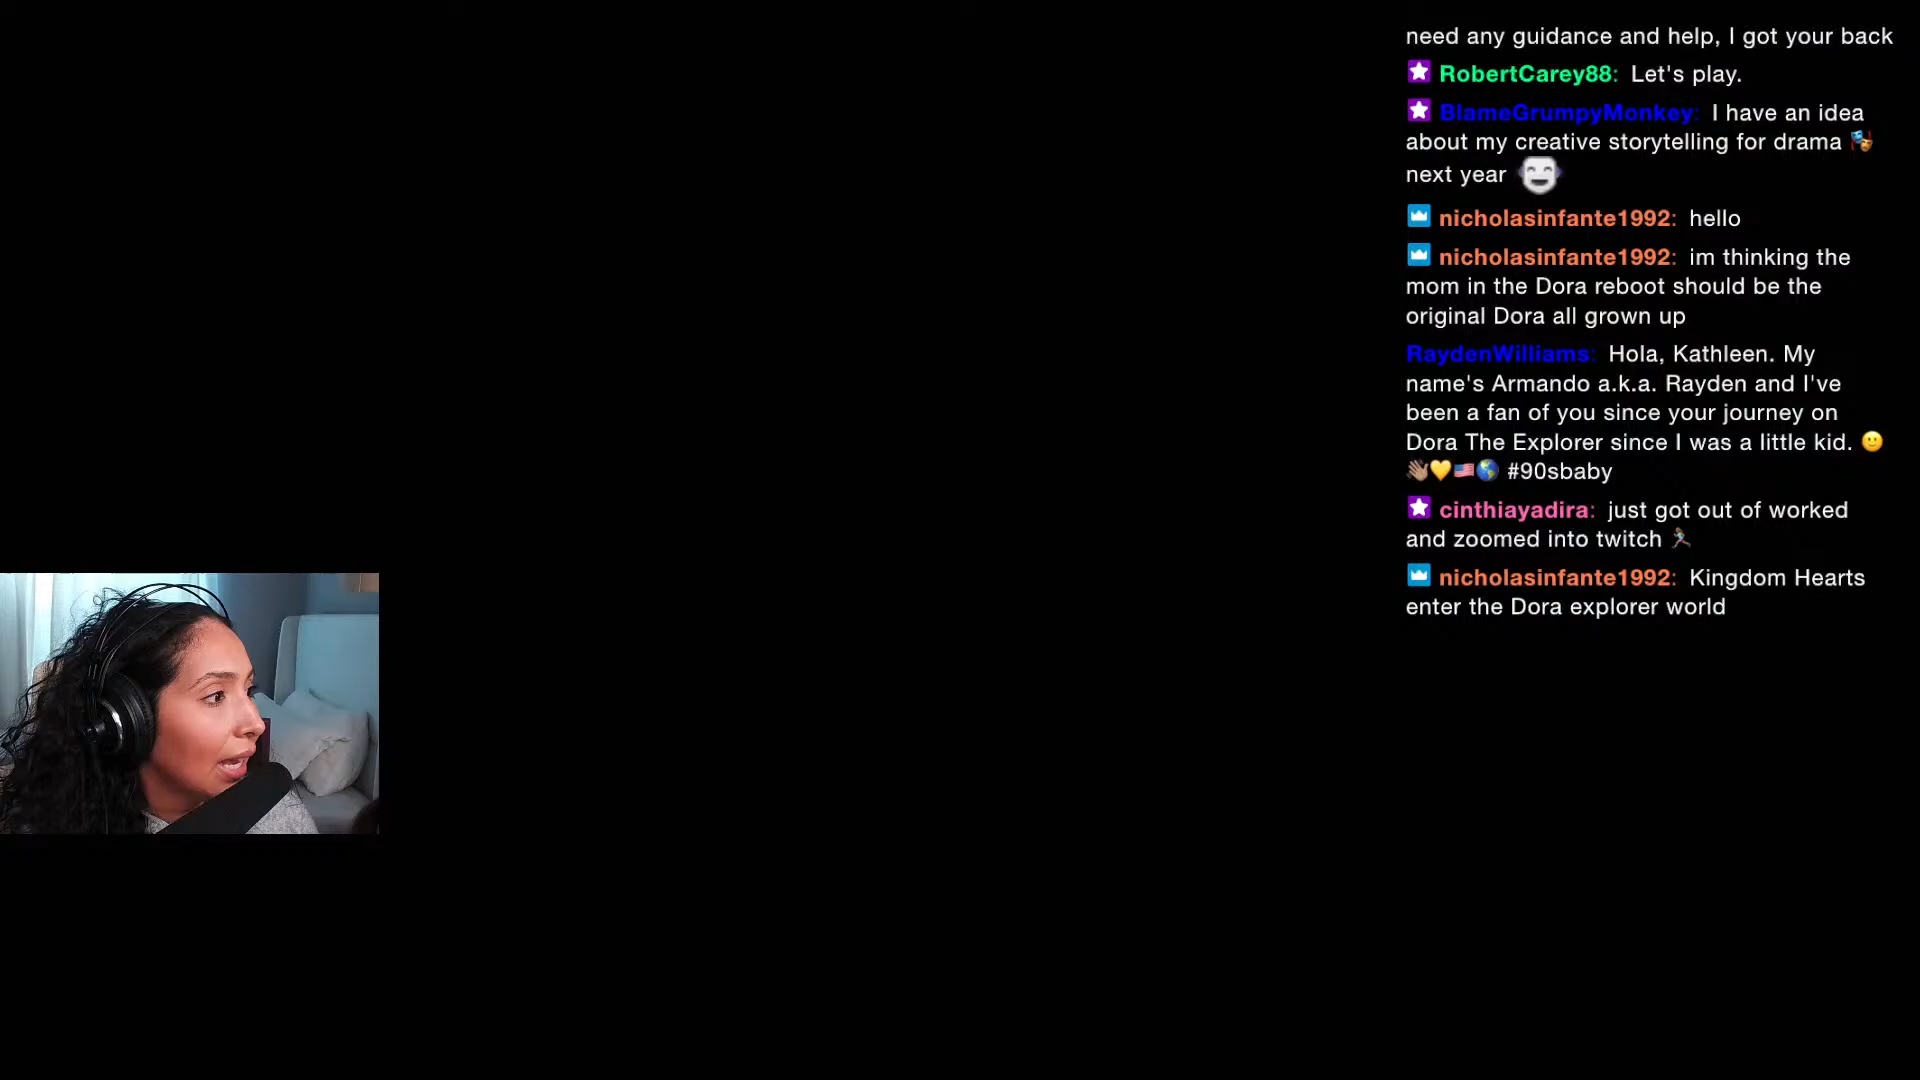 need any guidance and help, I got your back
RobertCarey88: Let's play.
BlameGrumpyMonkey: I have an idea
about my creative storytelling for drama 🎭
next year
nicholasinfante1992: hello
nicholasinfante1992: im thinking the
mom in the Dora reboot should be the
original Dora all grown up
RaydenWilliams: Hola, Kathleen. My
name's Armando a.k.a. Rayden and I've
been a fan of you since your journey on
Dora The Explorer since I was a little kid. 🙂
👋🏽💛🇺🇸🌎 #90sbaby
cinthiayadira: just got out of worked
and zoomed into twitch 🏃🏽‍♀️
nicholasinfante1992: Kingdom Hearts
enter the Dora explorer world